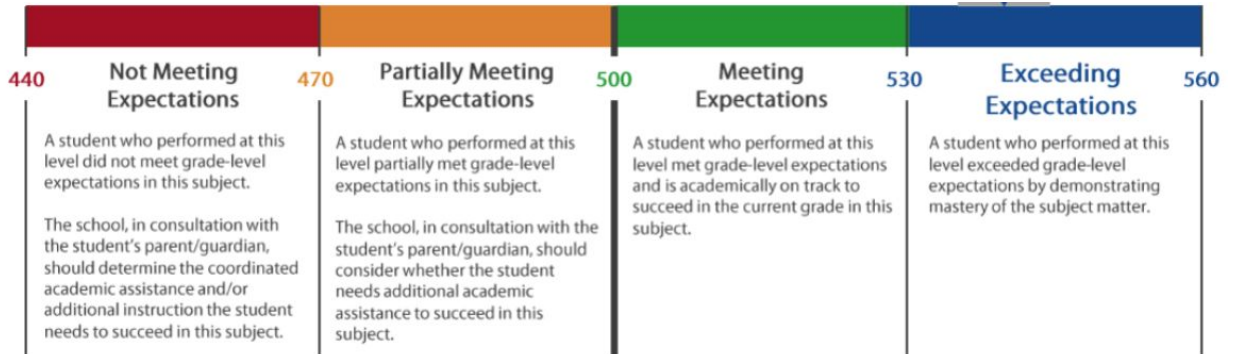 440
Not Meeting
Expectations
A student who performed at this
level did not meet grade-level
expectations in this subject.
The school, in consultation with
the student's parent/guardian,
should determine the coordinated
academic assistance and/or
additional instruction the student
needs to succeed in this subject.
470
Partially Meeting
Expectations
A student who performed at this
level partially met grade-level
expectations in this subject.
The school, in consultation with the
student's parent/guardian, should
consider whether the student
needs additional academic
assistance to succeed in this
subject.
500
Meeting
Expectations
A student who performed at this
level met grade-level expectations
and is academically on track to
succeed in the current grade in this
subject.
530
Exceeding
Expectations
A student who performed at this
level exceeded grade-level
expectations by demonstrating
mastery of the subject matter.
560